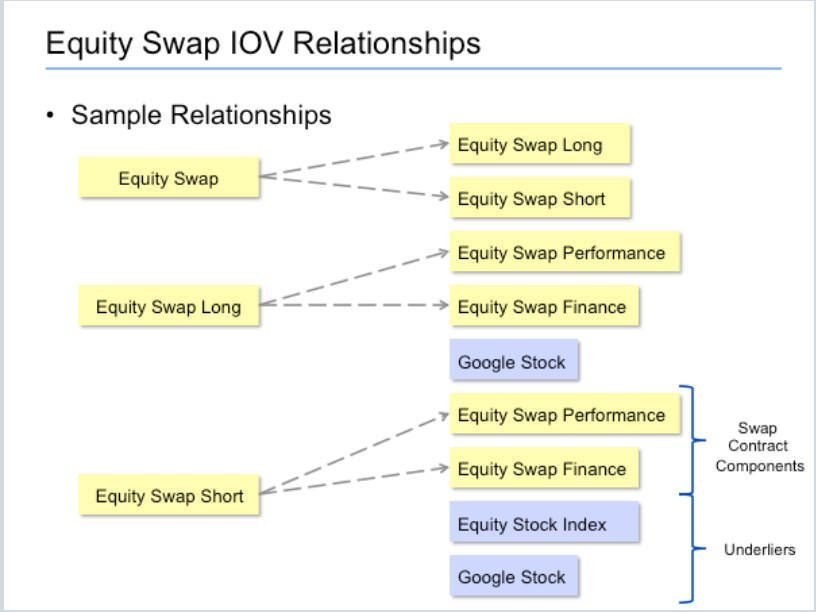 Equity Swap IOV Relationships
• Sample Relationships
Equity Swap
Equity Swap Long
Equity Swap Short
Equity Swap Long
Equity Swap Performance
Equity Swap Finance
Google Stock
Equity Swap Short
Equity Swap Performance
Equity Swap Finance
Equity Stock Index
Google Stock
Swap
Contract
Components
Underliers